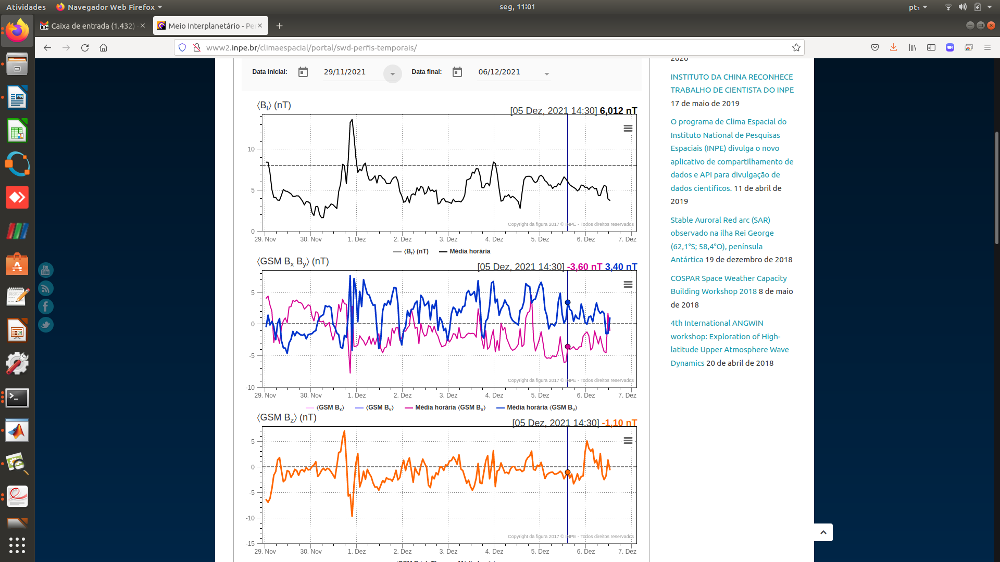 Atividades
Navegador Web Firefox
seg, 11:01
pt₁
Caixa de entrada (1.432)
Meio Interplanetário - Pe
www2.inpe.br/climaespacial/portal/swd-perfis-temporais/
Data inicial:
29/11/2021
Data final:
06/12/2021
⟨Bt⟩ (nT)
[05 Dez, 2021 14:30] 6,012 nT
10
5
0
Copyright da figura 2017 © INPE - Todos direitos reservados
29. Nov 30. Nov 1. Dez 2. Dez 3. Dez 4. Dez 5. Dez 6. Dez 7. Dez
⟨Bt⟩ (nT) Média horária
⟨GSM Bx By⟩ (nT)
[05 Dez, 2021 14:30] -3,60 nT 3,40 nT
5
0
-5
-10
Copyright da figura 2017 © INPE - Todos direitos reservados
29. Nov 30. Nov 1. Dez 2. Dez 3. Dez 4. Dez 5. Dez 6. Dez 7. Dez
⟨GSM Bx⟩ ⟨GSM By⟩ Média horária ⟨GSM Bx⟩ Média horária ⟨GSM By⟩
⟨GSM Bz⟩ (nT)
[05 Dez, 2021 14:30] -1,10 nT
5
0
-5
-10
-15
Copyright da figura 2017 © INPE - Todos direitos reservados
29. Nov 30. Nov 1. Dez 2. Dez 3. Dez 4. Dez 5. Dez 6. Dez 7. Dez
2020
INSTITUTO DA CHINA RECONHECE
TRABALHO DE CIENTISTA DO INPE
17 de maio de 2019
O programa de Clima Espacial do
Instituto National de Pesquisas
Espaciais (INPE) divulga o novo
aplicativo de compartilhamento de
dados e API para divulgação de
dados científicos. 11 de abril de
2019
Stable Auroral Red arc (SAR)
observado na ilha Rei George
(62,1°S; 58,4°O), península
Antártica 19 de dezembro de 2018
COSPAR Space Weather Capacity
Building Workshop 2018 8 de maio
de 2018
4th International ANGWIN
workshop: Exploration of High-
latitude Upper Atmosphere Wave
Dynamics 20 de abril de 2018
You
Tube